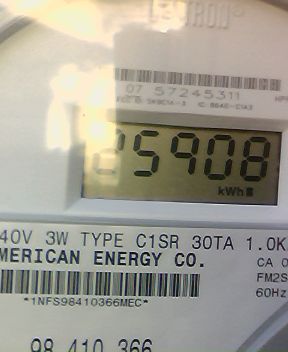 07 57245311
25908
kWh
40V 3W TYPE C1SR 30TA 1.0K
MERICAN ENERGY CO.
CA 0
FM2S
60Hz
*1NFS98410366MEC*
98 410 366